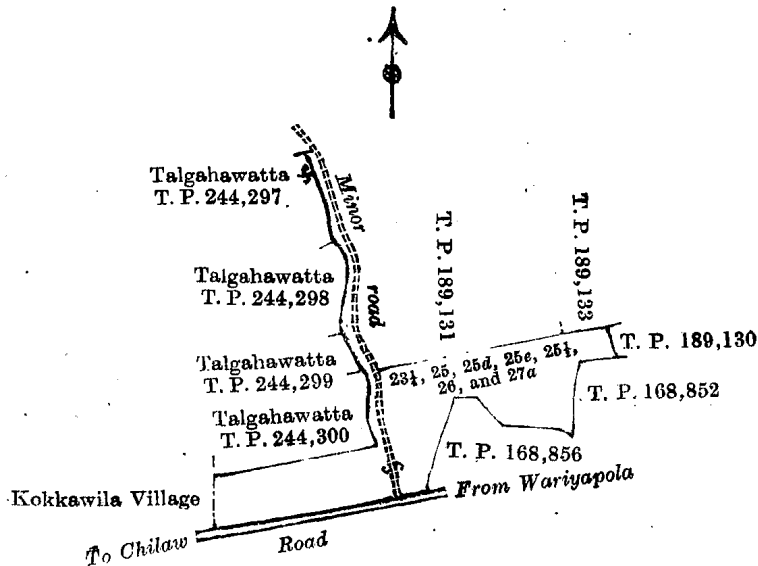 Talgahawatta
T. P. 244,297
Minor
road
T. P. 189,131
T. P. 189,133
Talgahawatta
T. P. 244,298
T. P. 189,130
Talgahawatta
T. P. 244,299
23½, 25, 25d, 25e, 25½,
26, and 27a
T. P. 168,852
Talgahawatta
T. P. 244,300
T. P. 168,856
Kokkawila Village
From Wariyapola
To Chilaw
Road